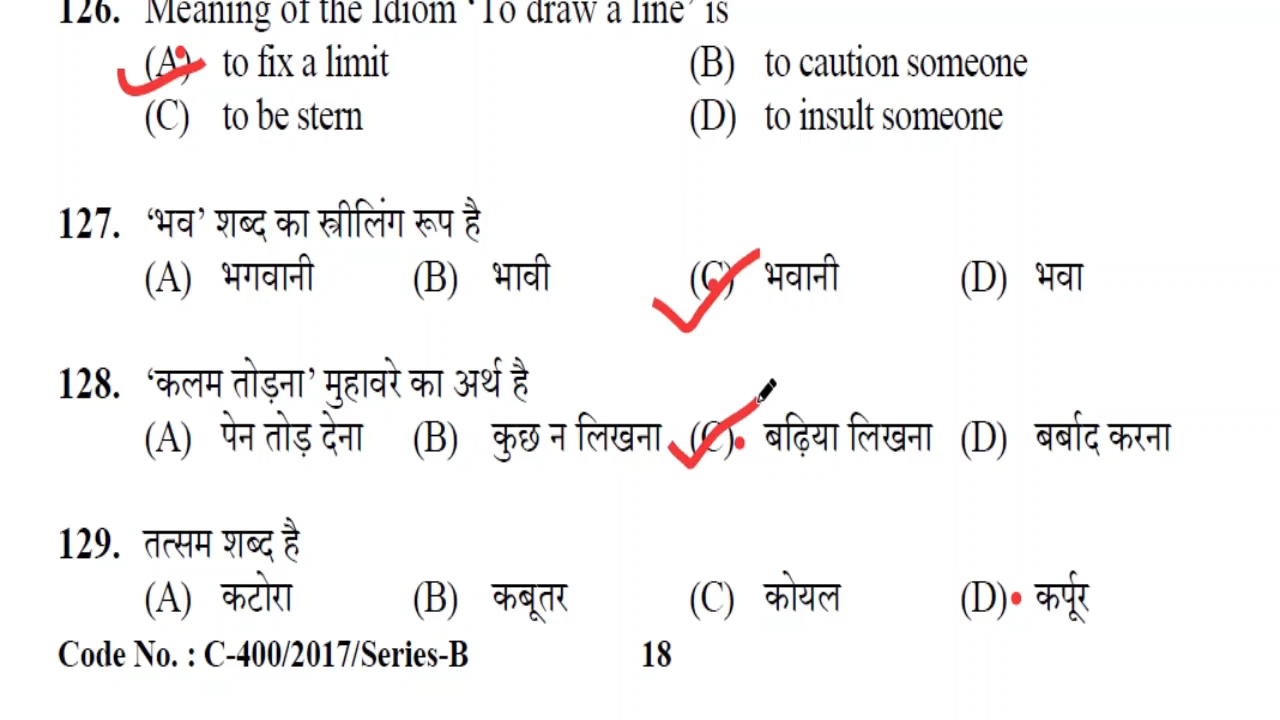 126. Meaning of the Idiom ‘To draw a line’ is
(A) to fix a limit (B) to caution someone
(C) to be stern (D) to insult someone
127. ‘भव’ शब्द का स्त्रीलिंग रूप है
(A) भगवानी (B) भावी (C) भवानी (D) भवा
128. ‘कलम तोड़ना’ मुहावरे का अर्थ है
(A) पेन तोड़ देना (B) कुछ न लिखना (C) बढ़िया लिखना (D) बर्बाद करना
129. तत्सम शब्द है
(A) कटोरा (B) कबूतर (C) कोयल (D) कर्पूर
Code No. : C-400/2017/Series-B 18